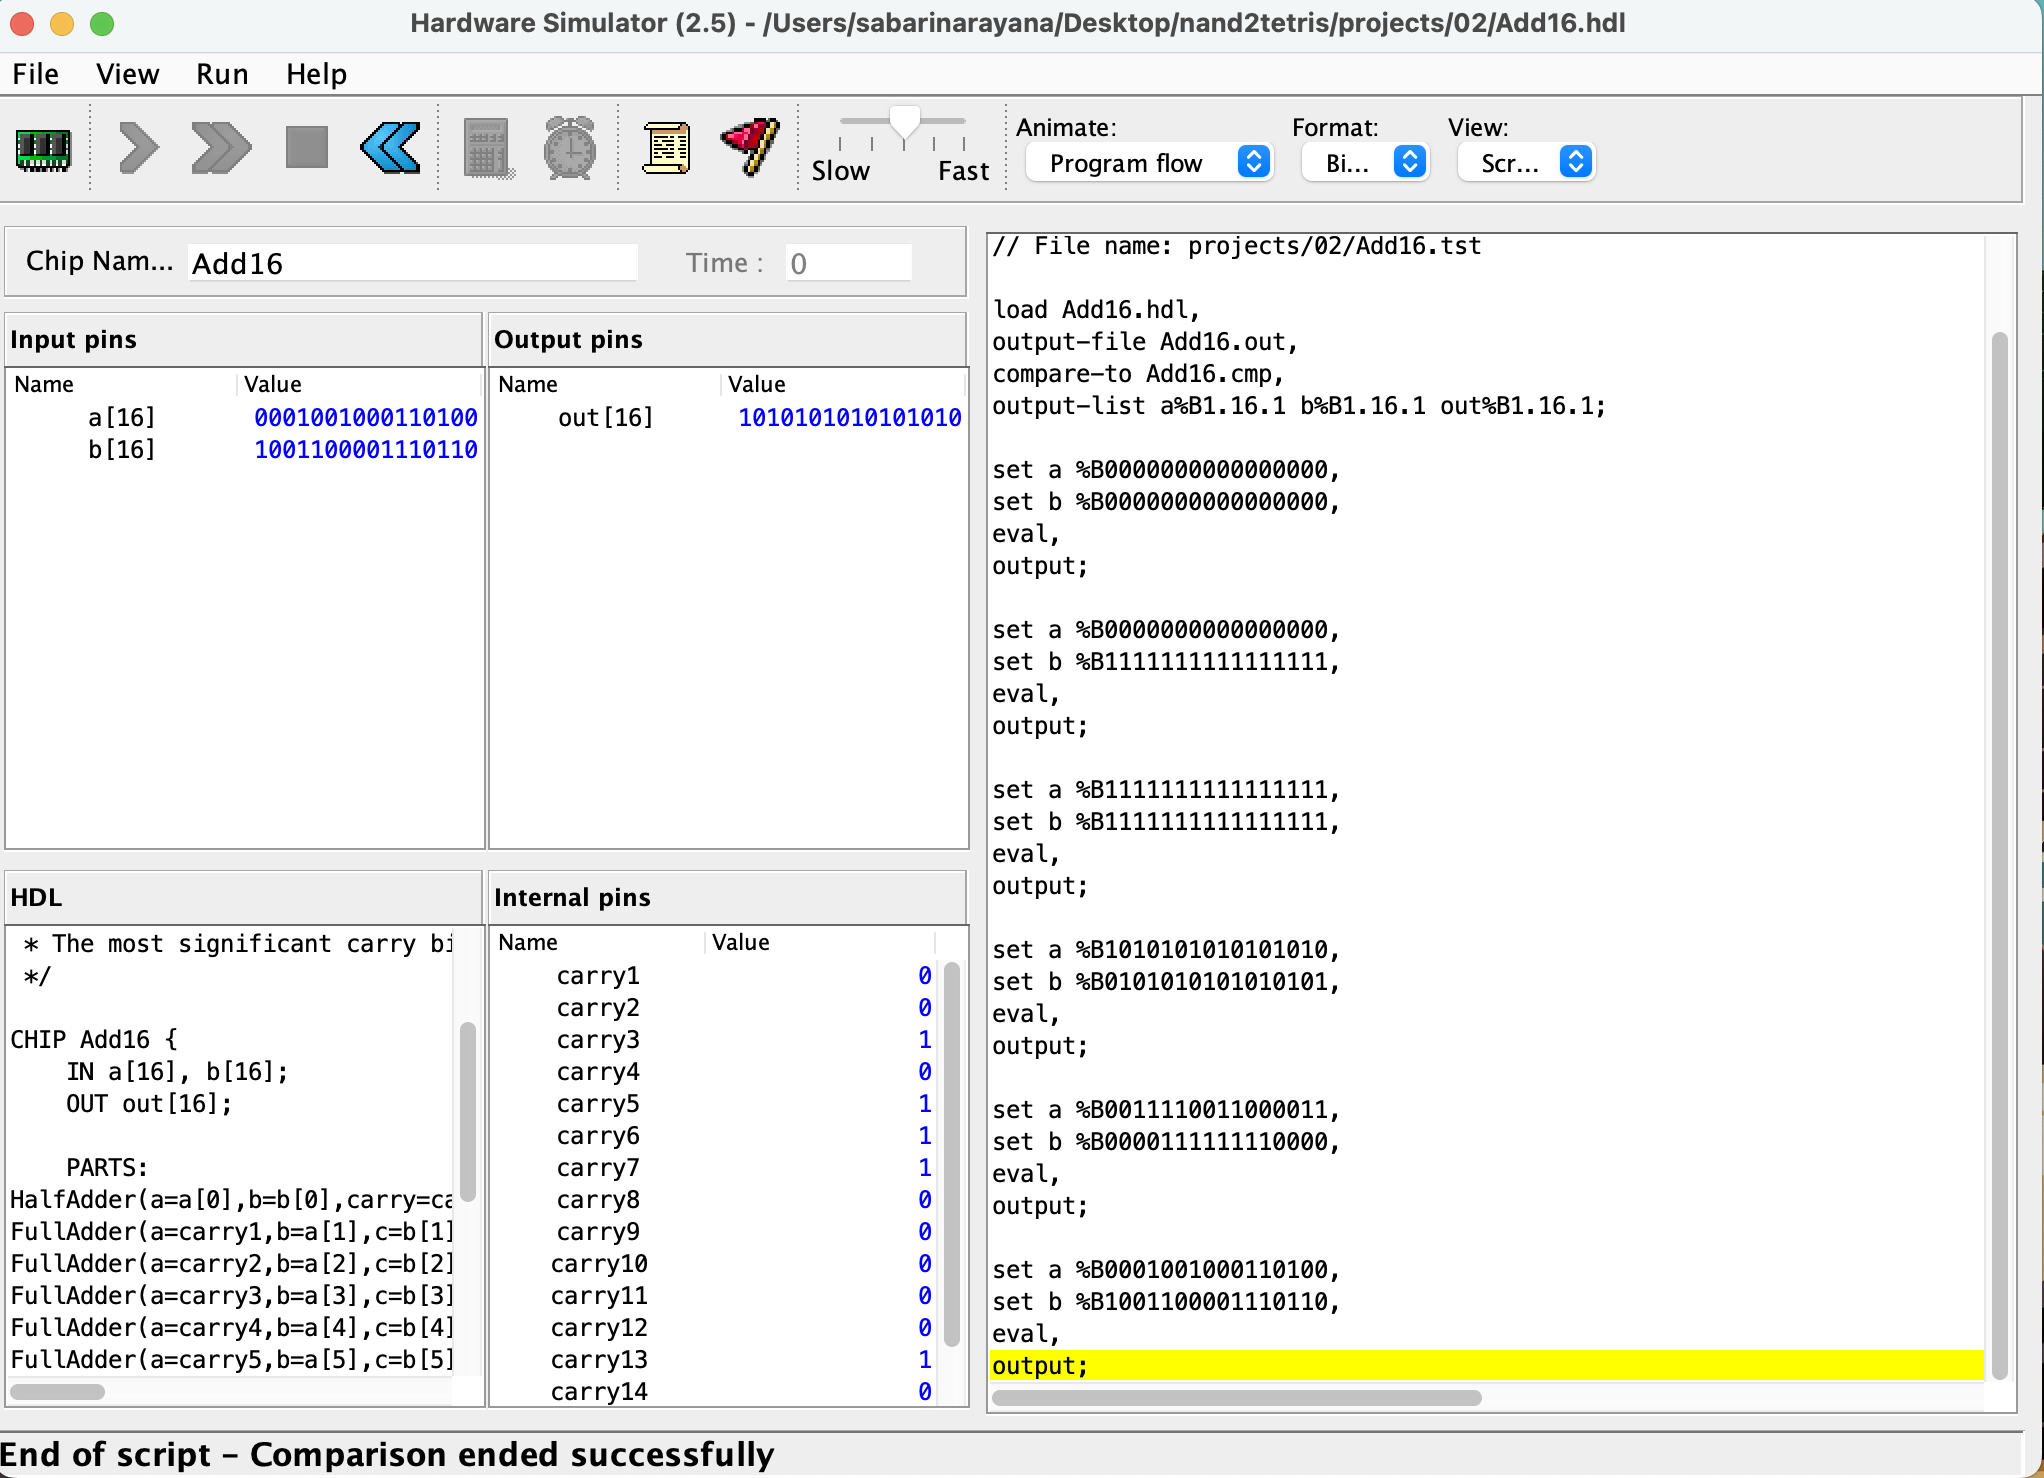 Hardware Simulator (2.5) - /Users/sabarinarayana/Desktop/nand2tetris/projects/02/Add16.hdl
File View Run Help
Slow Fast
Animate: Format: View:
Program flow Bi... Scr...
Chip Nam... Add16 Time : 0
Input pins
Name Value
a[16] 0001001000110100
b[16] 1001100001110110
Output pins
Name Value
out[16] 1010101010101010
HDL
* The most significant carry bi
*/
CHIP Add16 {
IN a[16], b[16];
OUT out[16];
PARTS:
HalfAdder(a=a[0],b=b[0],carry=ca
FullAdder(a=carry1,b=a[1],c=b[1]
FullAdder(a=carry2,b=a[2],c=b[2]
FullAdder(a=carry3,b=a[3],c=b[3]
FullAdder(a=carry4,b=a[4],c=b[4]
FullAdder(a=carry5,b=a[5],c=b[5]
Internal pins
Name Value
carry1 0
carry2 0
carry3 1
carry4 0
carry5 1
carry6 1
carry7 1
carry8 0
carry9 0
carry10 0
carry11 0
carry12 0
carry13 1
carry14 0
// File name: projects/02/Add16.tst
load Add16.hdl,
output-file Add16.out,
compare-to Add16.cmp,
output-list a%B1.16.1 b%B1.16.1 out%B1.16.1;
set a %B0000000000000000,
set b %B0000000000000000,
eval,
output;
set a %B0000000000000000,
set b %B1111111111111111,
eval,
output;
set a %B1111111111111111,
set b %B1111111111111111,
eval,
output;
set a %B1010101010101010,
set b %B0101010101010101,
eval,
output;
set a %B0011110011000011,
set b %B0000111111110000,
eval,
output;
set a %B0001001000110100,
set b %B1001100001110110,
eval,
output;
End of script - Comparison ended successfully